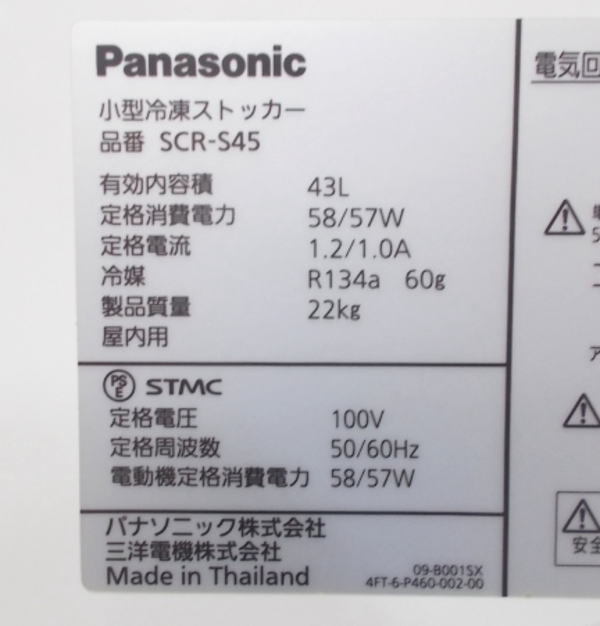 Panasonic
小型冷凍ストッカー
品番 SCR-S45
有効内容積 43L
定格消費電力 58/57W
定格電流 1.2/1.0A
冷媒 R134a 60g
製品質量 22kg
屋内用
PSE STMC
定格電圧 100V
定格周波数 50/60Hz
電動機定格消費電力 58/57W
パナソニック株式会社
三洋電機株式会社
Made in Thailand
09-B001SX
4FT-6-P460-002-00
電気回
安全